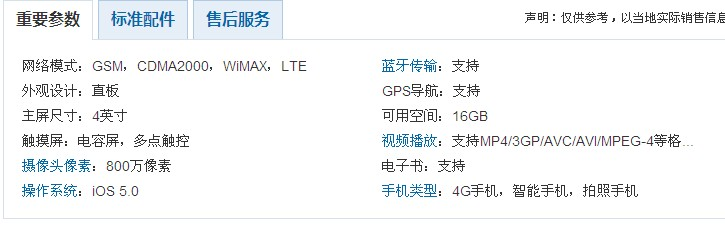 重要参数 标准配件 售后服务 声明：仅供参考，以当地实际销售信息
网络模式：GSM，CDMA2000，WiMAX，LTE 蓝牙传输：支持
外观设计：直板 GPS导航：支持
主屏尺寸：4英寸 可用空间：16GB
触摸屏：电容屏，多点触控 视频播放：支持MP4/3GP/AVC/AVI/MPEG-4等格...
摄像头像素：800万像素 电子书：支持
操作系统：iOS 5.0 手机类型：4G手机，智能手机，拍照手机